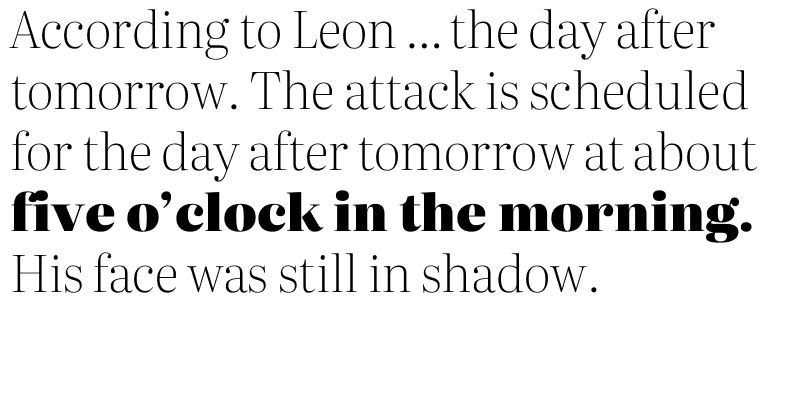 According to Leon ... the day after
tomorrow. The attack is scheduled
for the day after tomorrow at about
five o’clock in the morning.
His face was still in shadow.